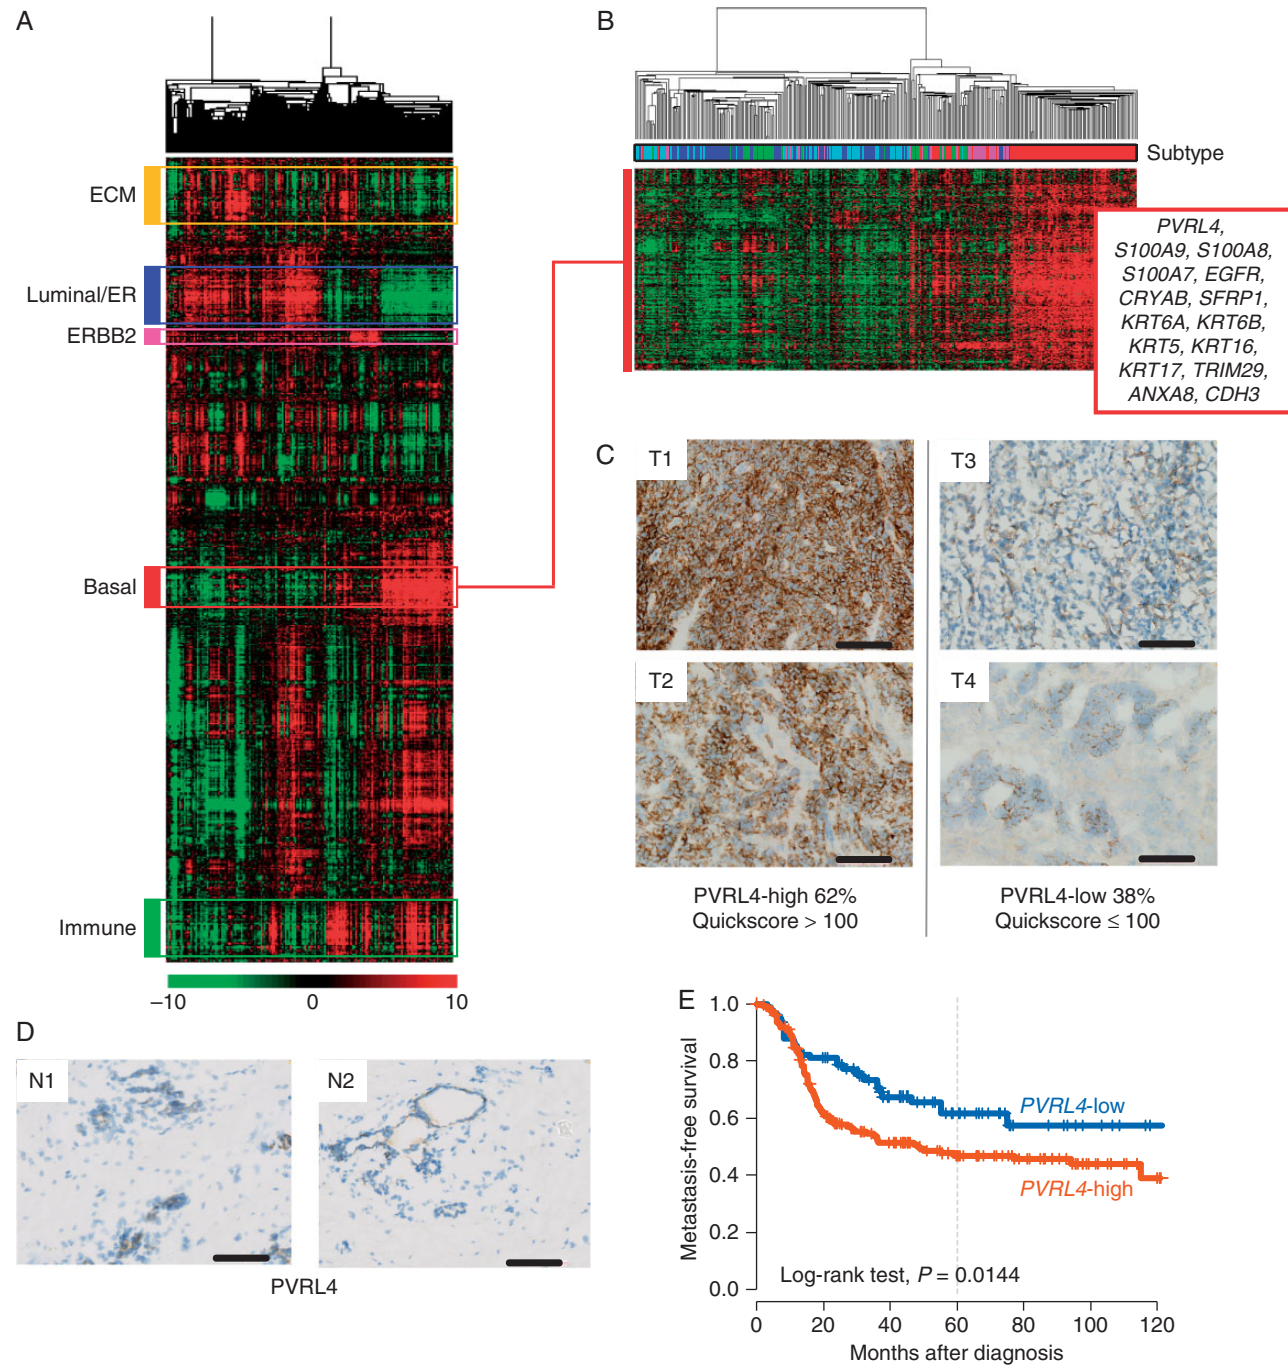 A
ECM
Luminal/ER
ERBB2
Basal
Immune
–10
0
10
B
Subtype
PVRL4,
S100A9, S100A8,
S100A7, EGFR,
CRYAB, SFRP1,
KRT6A, KRT6B,
KRT5, KRT16,
KRT17, TRIM29,
ANXA8, CDH3
C
T1
T3
T2
T4
PVRL4-high 62%
Quickscore > 100
PVRL4-low 38%
Quickscore ≤ 100
D
N1
N2
PVRL4
E
Metastasis-free survival
1.0
0.8
0.6
0.4
0.2
0.0
PVRL4-low
PVRL4-high
Log-rank test, P = 0.0144
0 20 40 60 80 100 120
Months after diagnosis